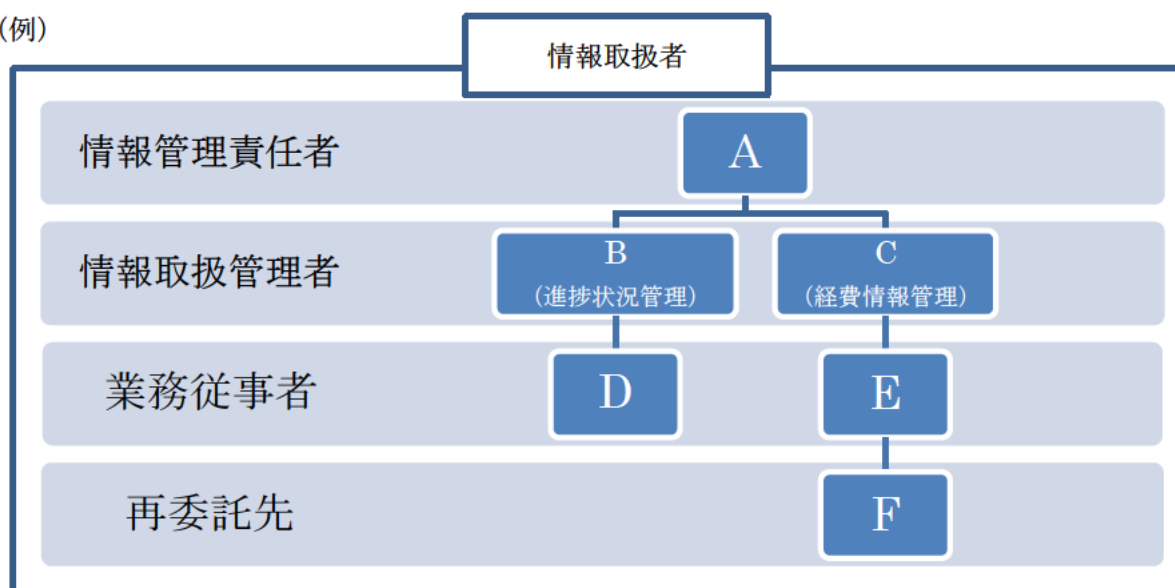 (例)
情報取扱者
情報管理責任者
A
情報取扱管理者
B
(進捗状況管理)
C
(経費情報管理)
業務従事者
D
E
再委託先
F